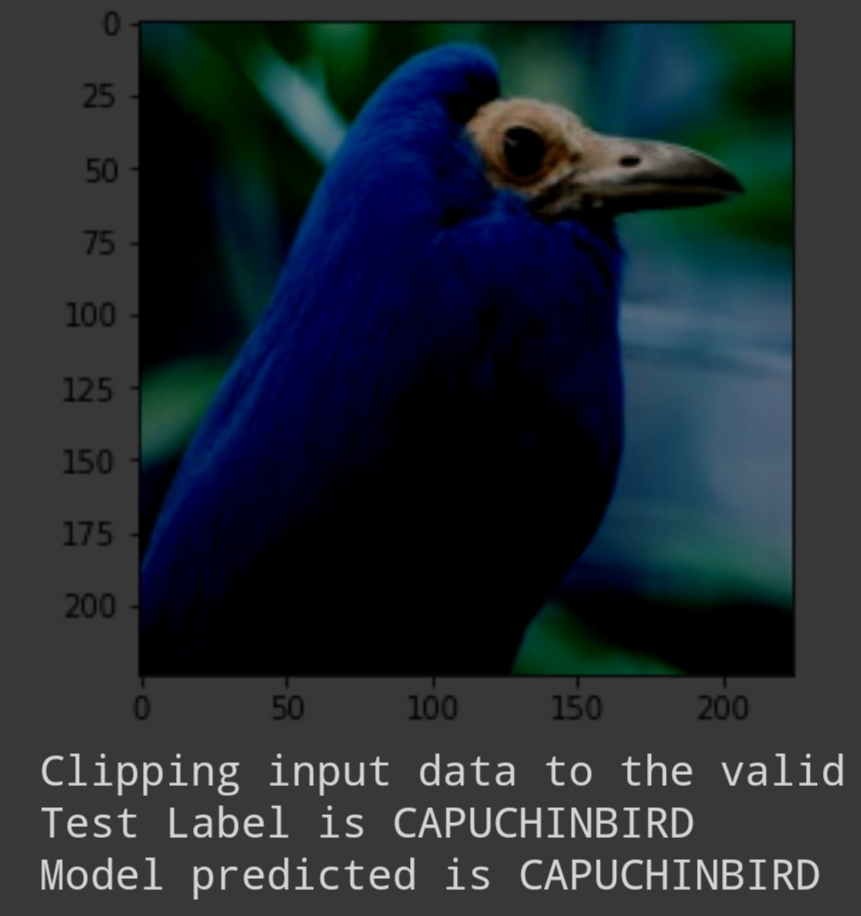 0
25
50
75
100
125
150
175
200
0 50 100 150 200
Clipping input data to the valid
Test Label is CAPUCHINBIRD
Model predicted is CAPUCHINBIRD